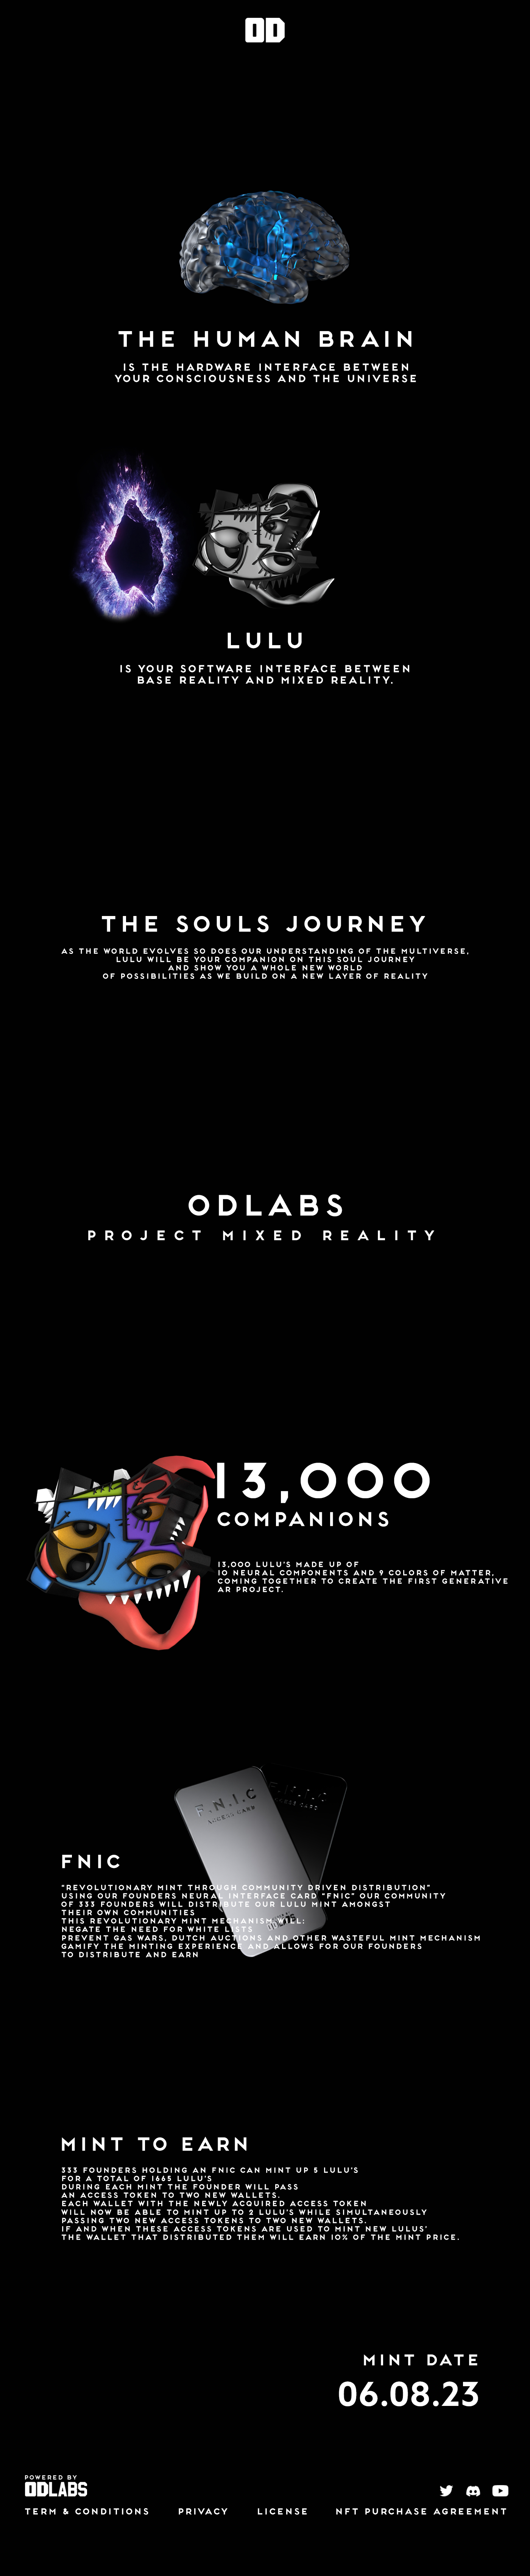 OD
THE HUMAN BRAIN
IS THE HARDWARE INTERFACE BETWEEN
YOUR CONSCIOUSNESS AND THE UNIVERSE
LULU
IS YOUR SOFTWARE INTERFACE BETWEEN
BASE REALITY AND MIXED REALITY.
THE SOULS JOURNEY
AS THE WORLD EVOLVES SO DOES OUR UNDERSTANDING OF THE MULTIVERSE,
LULU WILL BE YOUR COMPANION ON THIS SOUL JOURNEY
AND SHOW YOU A WHOLE NEW WORLD
OF POSSIBILITIES AS WE BUILD ON A NEW LAYER OF REALITY
ODLABS
PROJECT MIXED REALITY
13,000
COMPANIONS
13,000 LULU'S MADE UP OF
10 NEURAL COMPONENTS AND 9 COLORS OF MATTER,
COMING TOGETHER TO CREATE THE FIRST GENERATIVE
AR PROJECT.
F.N.I.C
ACCESS CARD
F.N.I.C
ACCESS CARD
FNIC
"REVOLUTIONARY MINT THROUGH COMMUNITY DRIVEN DISTRIBUTION"
USING OUR FOUNDERS NEURAL INTERFACE CARD "FNIC" OUR COMMUNITY
OF 333 FOUNDERS WILL DISTRIBUTE OUR LULU MINT AMONGST
THEIR OWN COMMUNITIES
THIS REVOLUTIONARY MINT MECHANISM WILL:
NEGATE THE NEED FOR WHITE LISTS
PREVENT GAS WARS, DUTCH AUCTIONS AND OTHER WASTEFUL MINT MECHANISM
GAMIFY THE MINTING EXPERIENCE AND ALLOWS FOR OUR FOUNDERS
TO DISTRIBUTE AND EARN
MINT TO EARN
333 FOUNDERS HOLDING AN FNIC CAN MINT UP 5 LULU'S
FOR A TOTAL OF 1665 LULU'S
DURING EACH MINT THE FOUNDER WILL PASS
AN ACCESS TOKEN TO TWO NEW WALLETS.
EACH WALLET WITH THE NEWLY ACQUIRED ACCESS TOKEN
WILL NOW BE ABLE TO MINT UP TO 2 LULU'S WHILE SIMULTANEOUSLY
PASSING TWO NEW ACCESS TOKENS TO TWO NEW WALLETS.
IF AND WHEN THESE ACCESS TOKENS ARE USED TO MINT NEW LULUS'
THE WALLET THAT DISTRIBUTED THEM WILL EARN 10% OF THE MINT PRICE.
MINT DATE
06.08.23
POWERED BY
ODLABS
TERM & CONDITIONS PRIVACY LICENSE NFT PURCHASE AGREEMENT